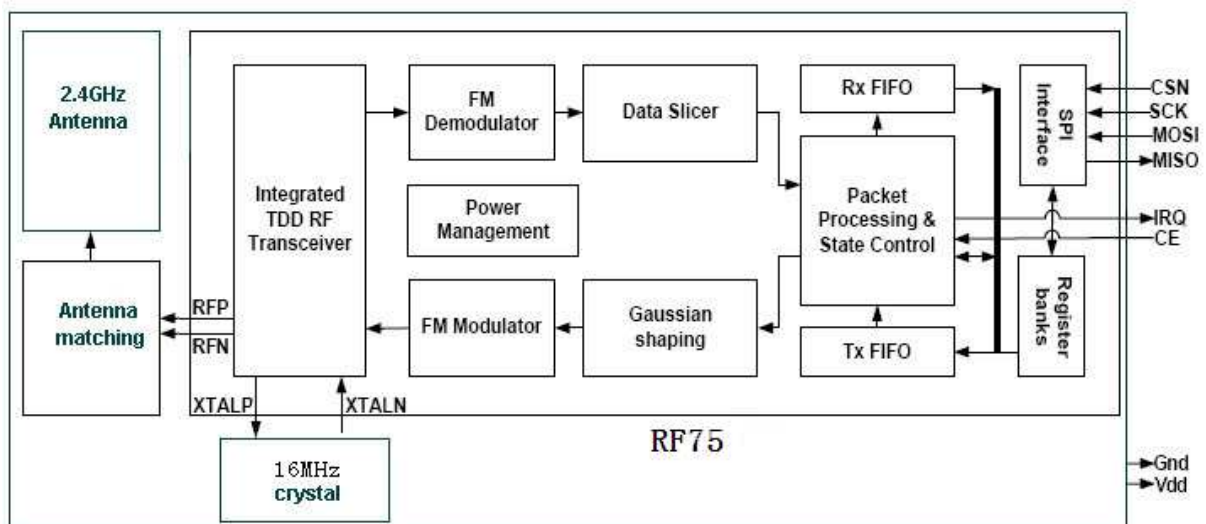 2.4GHz
Antenna
Antenna
matching
RFP
RFN
XTALP
XTALN
16MHz
crystal
Integrated
TDD RF
Transceiver
FM
Demodulator
Data Slicer
Power
Management
FM Modulator
Gaussian
shaping
Rx FIFO
Packet
Processing &
State Control
Tx FIFO
SPI
Interface
Register
banks
CSN
SCK
MOSI
MISO
IRQ
CE
RF75
Gnd
Vdd